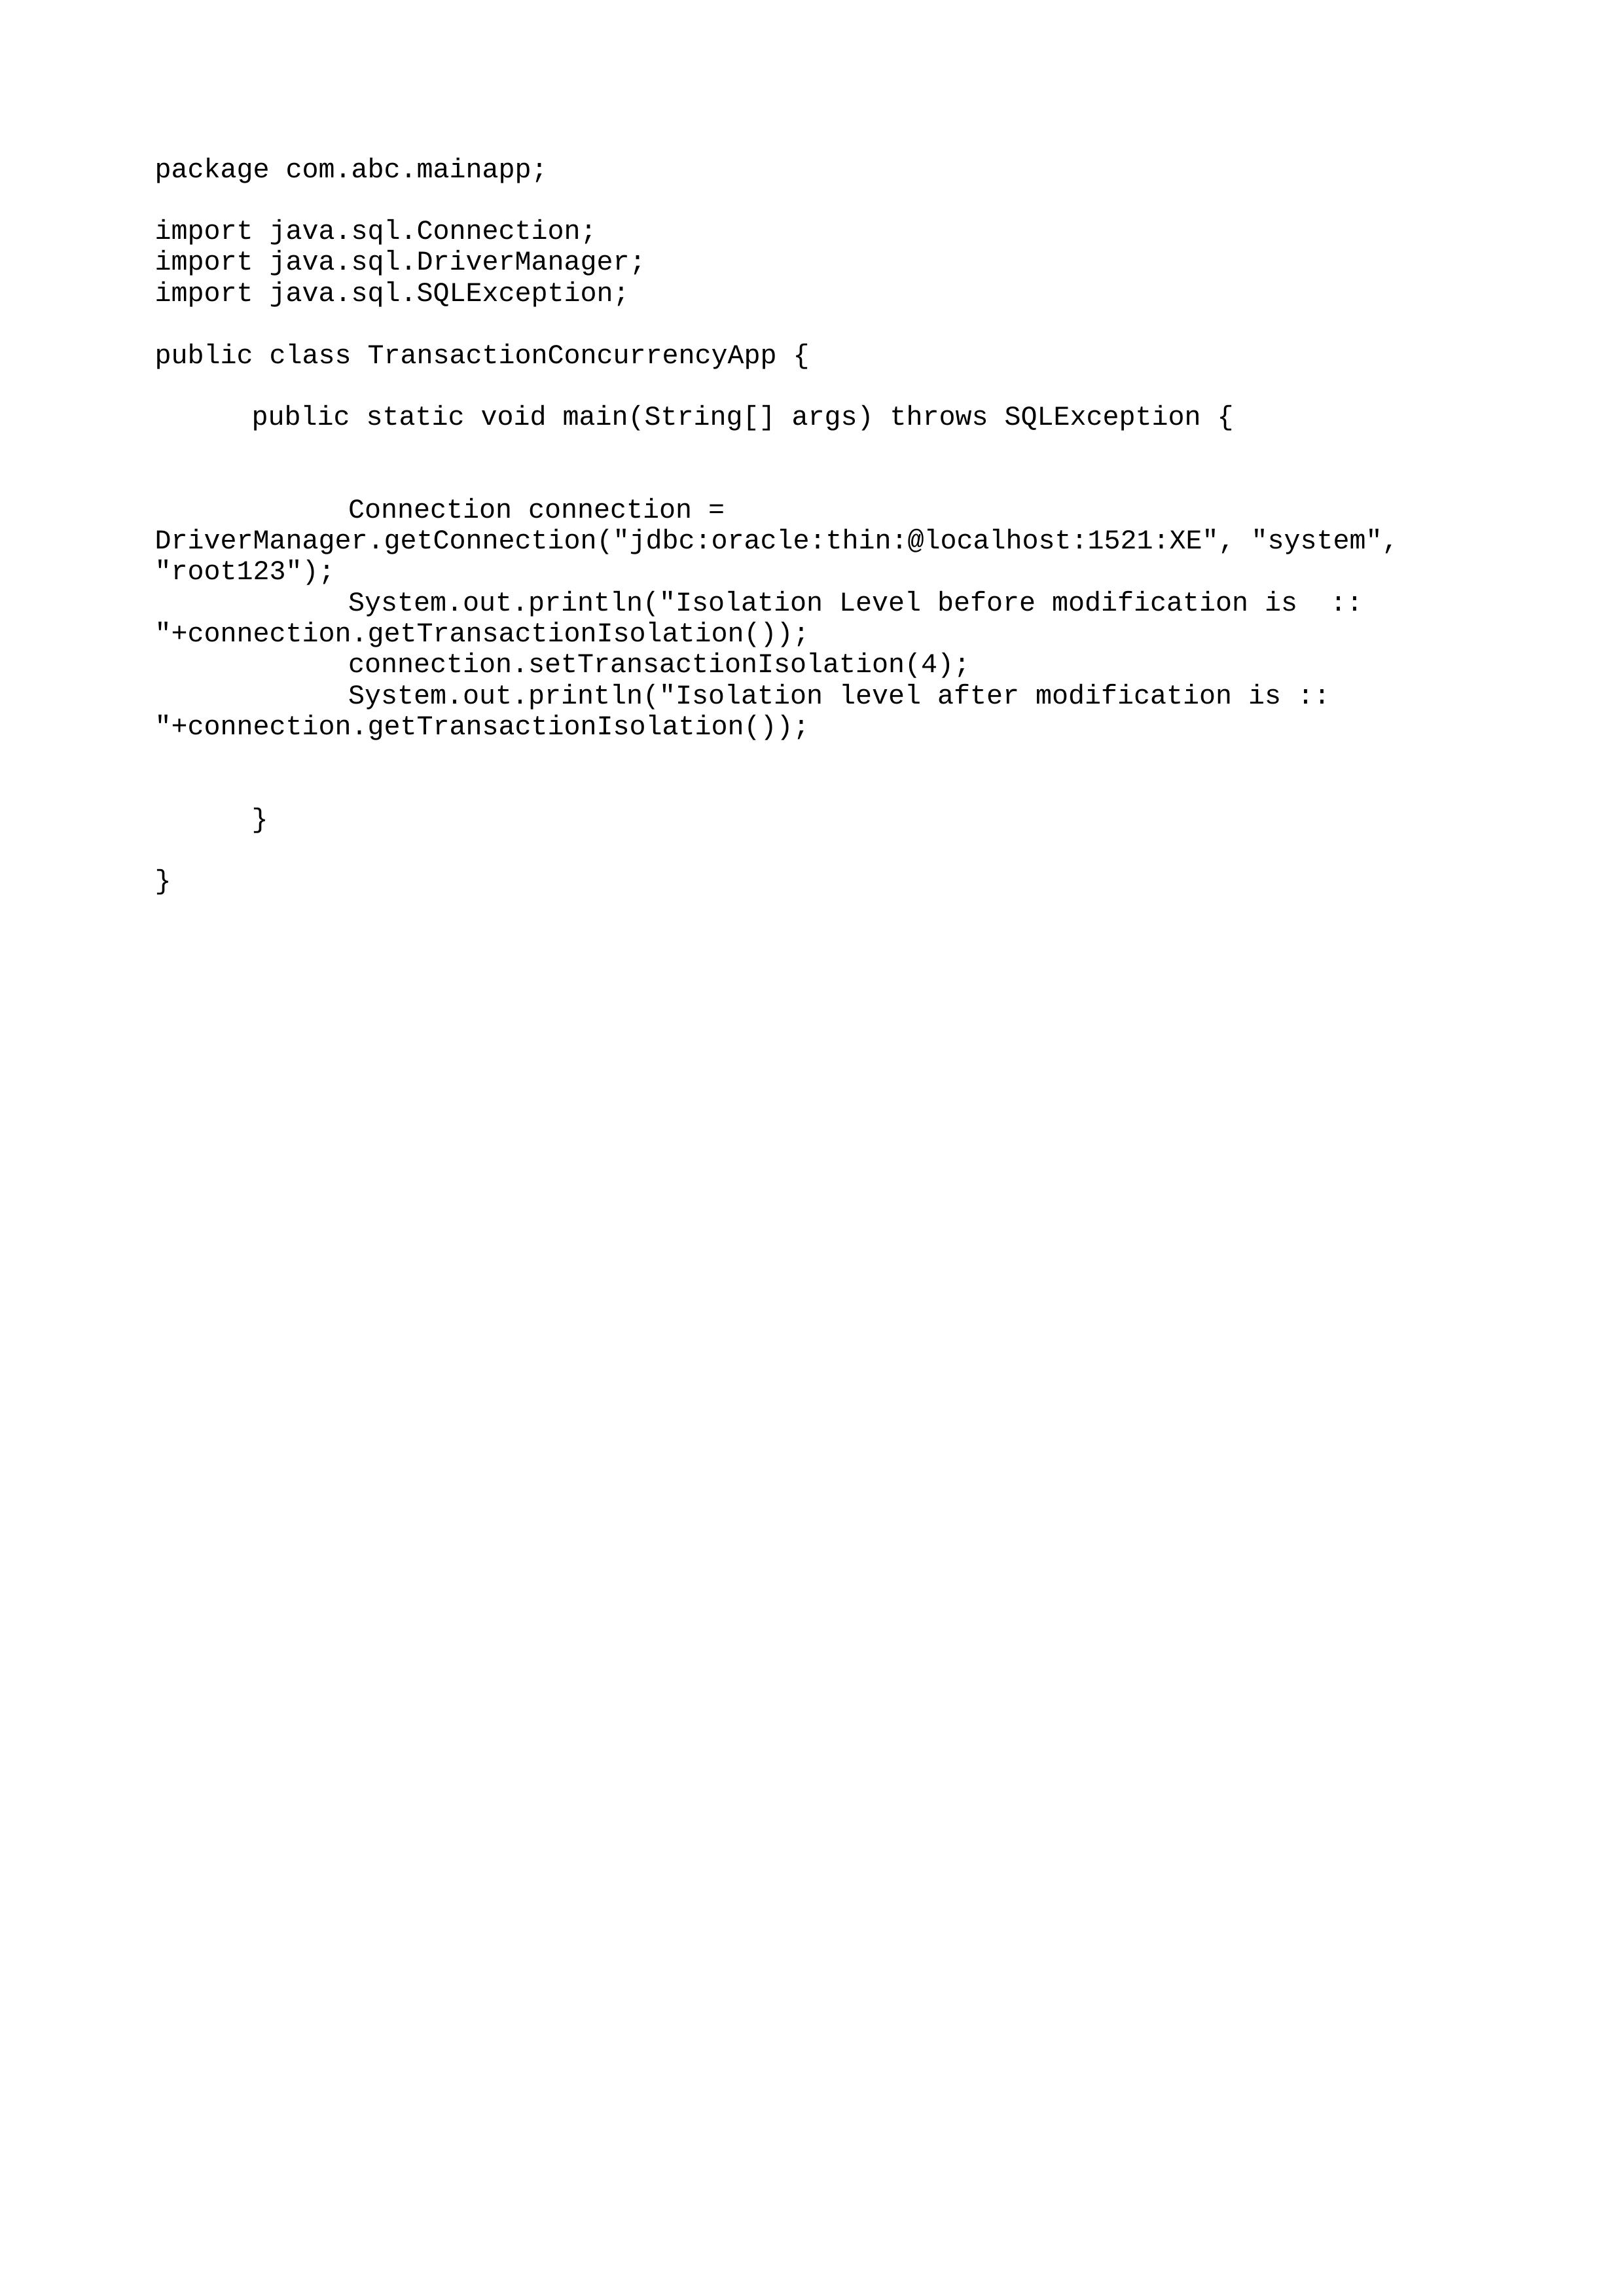 package com.abc.mainapp;
import java.sql.Connection;
import java.sql.DriverManager;
import java.sql.SQLException;
public class TransactionConcurrencyApp {
public static void main(String[] args) throws SQLException {
Connection connection =
DriverManager.getConnection("jdbc:oracle:thin:@localhost:1521:XE", "system",
"root123");
System.out.println("Isolation Level before modification is  ::
"+connection.getTransactionIsolation());
connection.setTransactionIsolation(4);
System.out.println("Isolation level after modification is ::
"+connection.getTransactionIsolation());
}
}